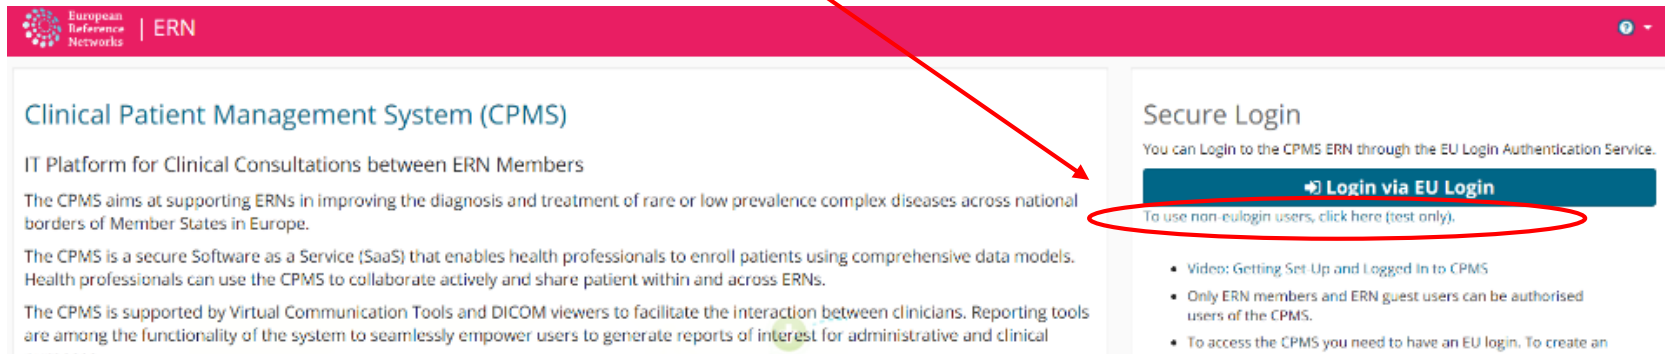 European
Reference
Networks
ERN
Clinical Patient Management System (CPMS)
IT Platform for Clinical Consultations between ERN Members
The CPMS aims at supporting ERNs in improving the diagnosis and treatment of rare or low prevalence complex diseases across national
borders of Member States in Europe.
The CPMS is a secure Software as a Service (SaaS) that enables health professionals to enroll patients using comprehensive data models.
Health professionals can use the CPMS to collaborate actively and share patient within and across ERNs.
The CPMS is supported by Virtual Communication Tools and DICOM viewers to facilitate the interaction between clinicians. Reporting tools
are among the functionality of the system to seamlessly empower users to generate reports of interest for administrative and clinical
Secure Login
You can Login to the CPMS ERN through the EU Login Authentication Service.
Login via EU Login
To use non-eulogin users, click here (test only).
• Video: Getting Set-Up and Logged In to CPMS
• Only ERN members and ERN guest users can be authorised
users of the CPMS.
• To access the CPMS you need to have an EU login. To create an